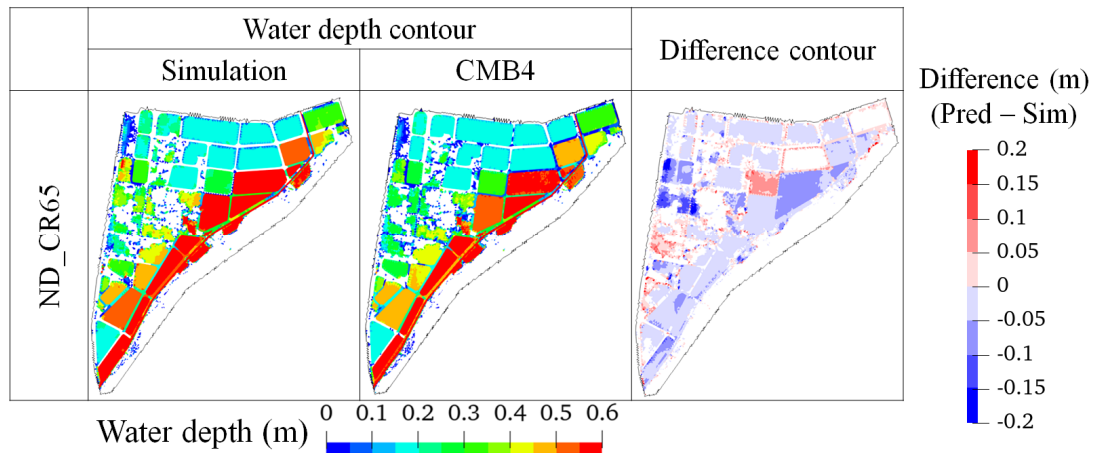 Water depth contour
Difference contour
Simulation
CMB4
Difference (m)
(Pred – Sim)
ND_CR65
0.2
0.15
0.1
0.05
0
-0.05
-0.1
-0.15
-0.2
Water depth (m)
0 0.1 0.2 0.3 0.4 0.5 0.6